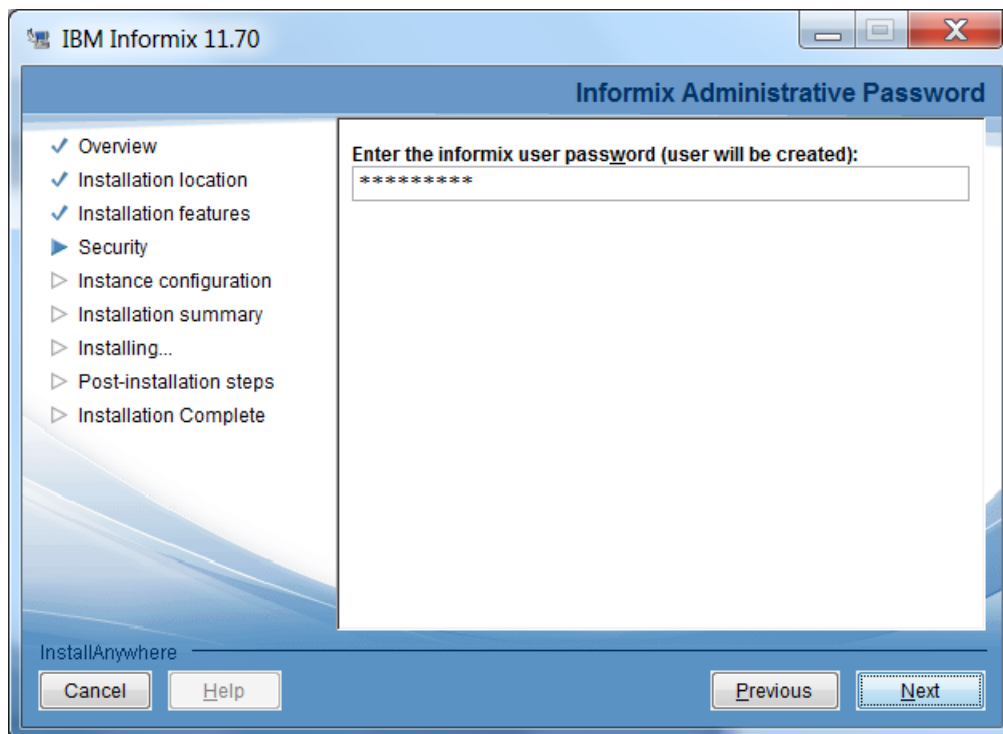 IBM Informix 11.70
Informix Administrative Password
Overview
Installation location
Installation features
Security
Instance configuration
Installation summary
Installing...
Post-installation steps
Installation Complete
Enter the informix user password (user will be created):
*********
InstallAnywhere
Cancel
Help
Previous
Next